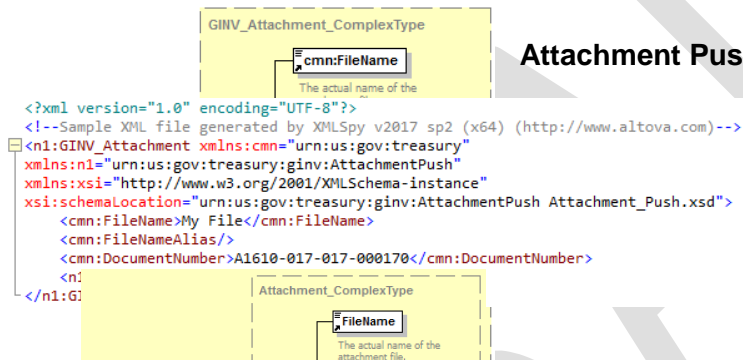 GINV_Attachment_ComplexType
cmn:FileName
Attachment Pus
The actual name of the
<?xml version="1.0" encoding="UTF-8"?>
<!--Sample XML file generated by XMLSpy v2017 sp2 (x64) (http://www.altova.com)-->
<n1:GINV_Attachment xmlns:cmn="urn:us:gov:treasury"
xmlns:n1="urn:us:gov:treasury:ginv:AttachmentPush"
xmlns:xsi="http://www.w3.org/2001/XMLSchema-instance"
xsi:schemaLocation="urn:us:gov:treasury:ginv:AttachmentPush Attachment_Push.xsd">
<cmn:FileName>My File</cmn:FileName>
<cmn:FileNameAlias/>
<cmn:DocumentNumber>A1610-017-017-000170</cmn:DocumentNumber>
<n1
</n1:GI
Attachment_ComplexType
FileName
The actual name of the
attachment file.